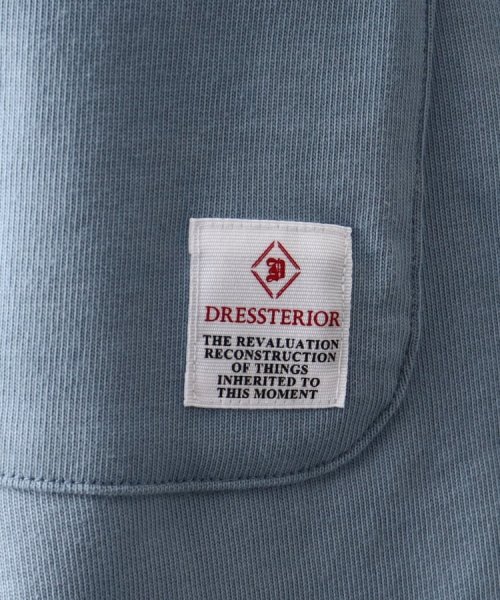 D
DRESSTERIOR
THE REVALUATION
RECONSTRUCTION
OF THINGS
INHERITED TO
THIS MOMENT